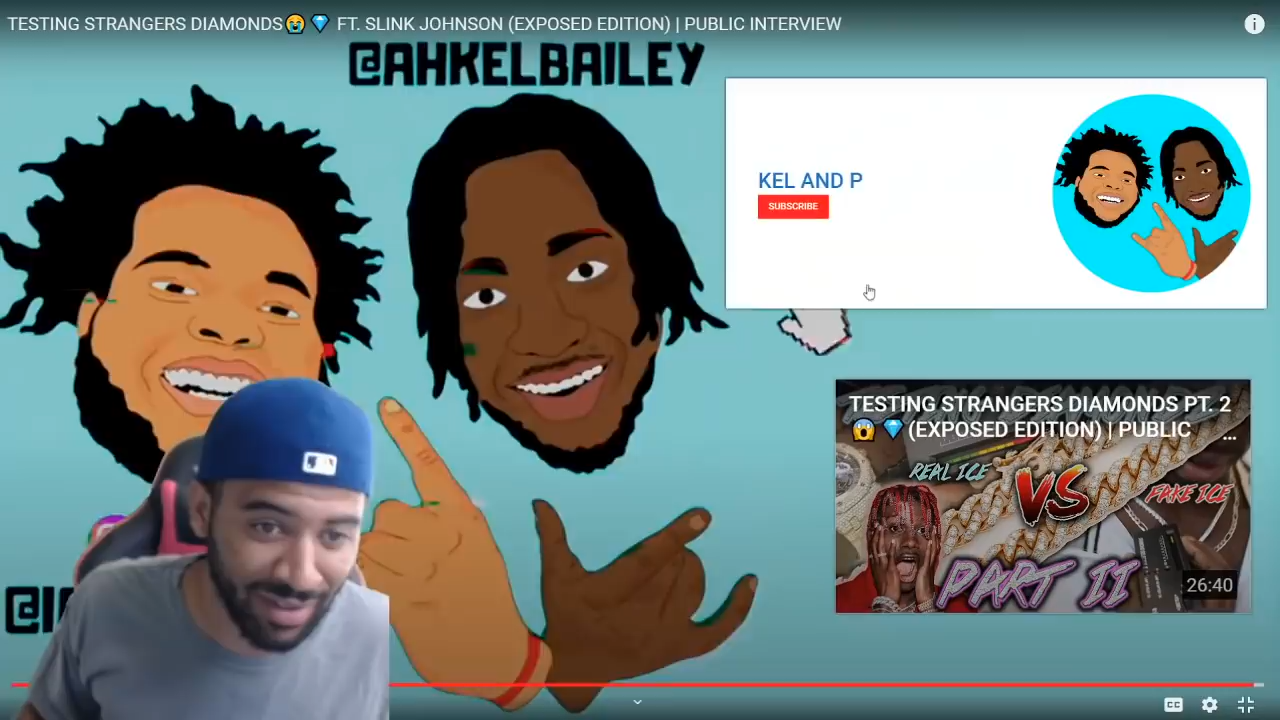 TESTING STRANGERS DIAMONDS😭💎 FT. SLINK JOHNSON (EXPOSED EDITION) | PUBLIC INTERVIEW
@AHKELBAILEY
KEL AND P
SUBSCRIBE
TESTING STRANGERS DIAMONDS PT. 2
😱💎(EXPOSED EDITION) | PUBLIC ...
REAL ICE
VS
FAKE ICE
PART II
26:40
CC